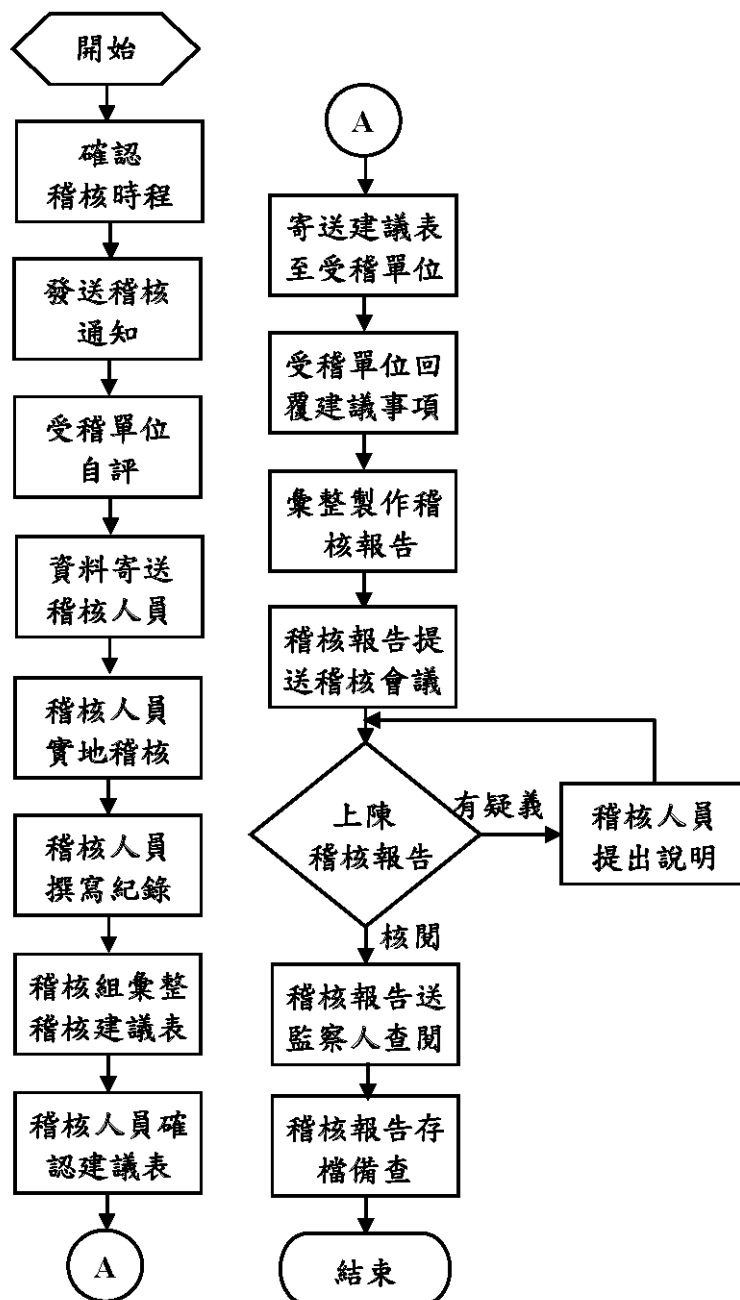 開始
確認
稽核時程
發送稽核
通知
受稽單位
自評
資料寄送
稽核人員
稽核人員
實地稽核
稽核人員
撰寫紀錄
稽核組彙整
稽核建議表
稽核人員確
認建議表
A
A
寄送建議表
至受稽單位
受稽單位回
覆建議事項
彙整製作稽
核報告
稽核報告提
送稽核會議
上陳
稽核報告
有疑義
稽核人員
提出說明
核閱
稽核報告送
監察人查閱
稽核報告存
檔備查
結束